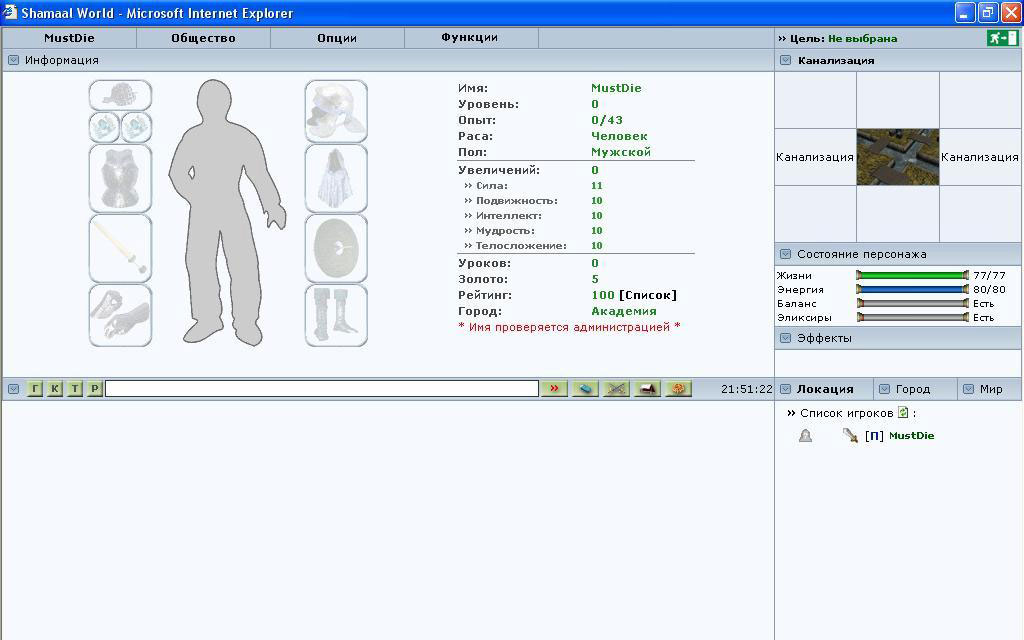 Shamaal World - Microsoft Internet Explorer
MustDie Общество Опции Функции
›› Цель: Не выбрана
Информация
Канализация
Имя: MustDie
Уровень: 0
Опыт: 0/43
Раса: Человек
Пол: Мужской
Увеличений: 0
›› Сила: 11
›› Подвижность: 10
›› Интеллект: 10
›› Мудрость: 10
›› Телосложение: 10
Уроков: 0
Золото: 5
Рейтинг: 100 [Список]
Город: Академия
* Имя проверяется администрацией *
Канализация Канализация
Состояние персонажа
Жизни 77/77
Энергия 80/80
Баланс Есть
Эликсиры Есть
Эффекты
Г К Т Р ›› 21:51:22
Локация Город Мир
›› Список игроков :
[П] MustDie